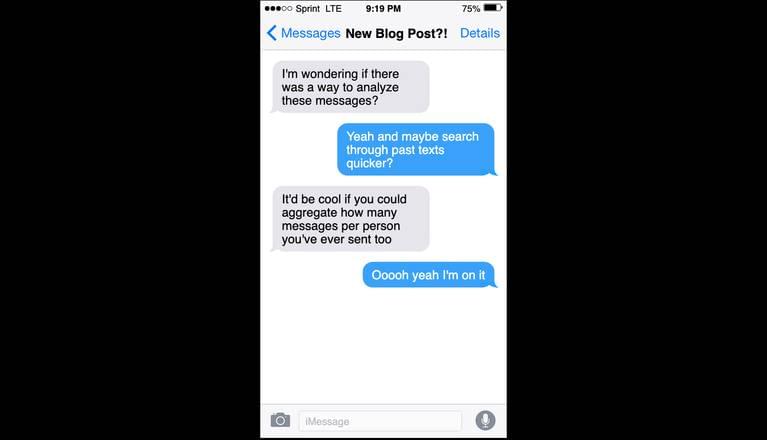 Sprint LTE 9:19 PM 75%
Messages New Blog Post?! Details
I'm wondering if there
was a way to analyze
these messages?
Yeah and maybe search
through past texts
quicker?
It'd be cool if you could
aggregate how many
messages per person
you've ever sent too
Ooooh yeah I'm on it
iMessage